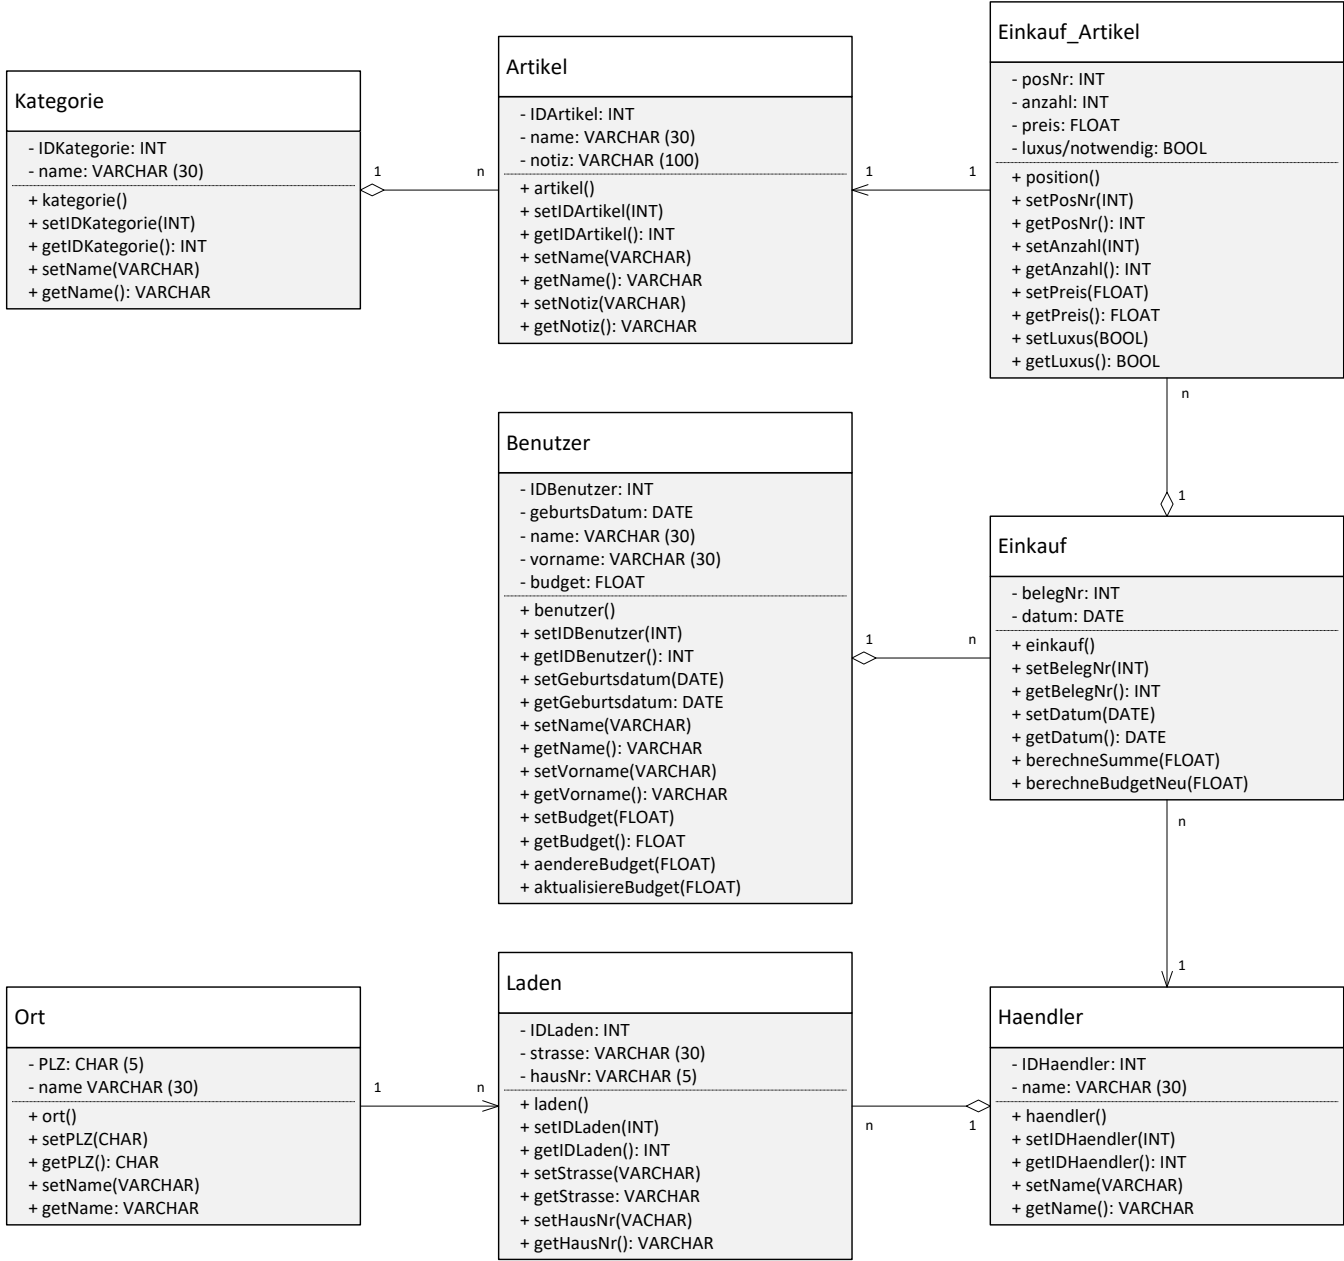 Kategorie
- IDKategorie: INT
- name: VARCHAR (30)
+ kategorie()
+ setIDKategorie(INT)
+ getIDKategorie(): INT
+ setName(VARCHAR)
+ getName(): VARCHAR
1
n
Artikel
- IDArtikel: INT
- name: VARCHAR (30)
- notiz: VARCHAR (100)
+ artikel()
+ setIDArtikel(INT)
+ getIDArtikel(): INT
+ setName(VARCHAR)
+ getName(): VARCHAR
+ setNotiz(VARCHAR)
+ getNotiz(): VARCHAR
1
1
Einkauf_Artikel
- posNr: INT
- anzahl: INT
- preis: FLOAT
- luxus/notwendig: BOOL
+ position()
+ setPosNr(INT)
+ getPosNr(): INT
+ setAnzahl(INT)
+ getAnzahl(): INT
+ setPreis(FLOAT)
+ getPreis(): FLOAT
+ setLuxus(BOOL)
+ getLuxus(): BOOL
n
1
Benutzer
- IDBenutzer: INT
- geburtsDatum: DATE
- name: VARCHAR (30)
- vorname: VARCHAR (30)
- budget: FLOAT
+ benutzer()
+ setIDBenutzer(INT)
+ getIDBenutzer(): INT
+ setGeburtsdatum(DATE)
+ getGeburtsdatum: DATE
+ setName(VARCHAR)
+ getName(): VARCHAR
+ setVorname(VARCHAR)
+ getVorname(): VARCHAR
+ setBudget(FLOAT)
+ getBudget(): FLOAT
+ aendereBudget(FLOAT)
+ aktualisiereBudget(FLOAT)
1
n
Einkauf
- belegNr: INT
- datum: DATE
+ einkauf()
+ setBelegNr(INT)
+ getBelegNr(): INT
+ setDatum(DATE)
+ getDatum(): DATE
+ berechneSumme(FLOAT)
+ berechneBudgetNeu(FLOAT)
n
1
Ort
- PLZ: CHAR (5)
- name VARCHAR (30)
+ ort()
+ setPLZ(CHAR)
+ getPLZ(): CHAR
+ setName(VARCHAR)
+ getName: VARCHAR
1
n
Laden
- IDLaden: INT
- strasse: VARCHAR (30)
- hausNr: VARCHAR (5)
+ laden()
+ setIDLaden(INT)
+ getIDLaden(): INT
+ setStrasse(VARCHAR)
+ getStrasse: VARCHAR
+ setHausNr(VACHAR)
+ getHausNr(): VARCHAR
n
1
Haendler
- IDHaendler: INT
- name: VARCHAR (30)
+ haendler()
+ setIDHaendler(INT)
+ getIDHaendler(): INT
+ setName(VARCHAR)
+ getName(): VARCHAR